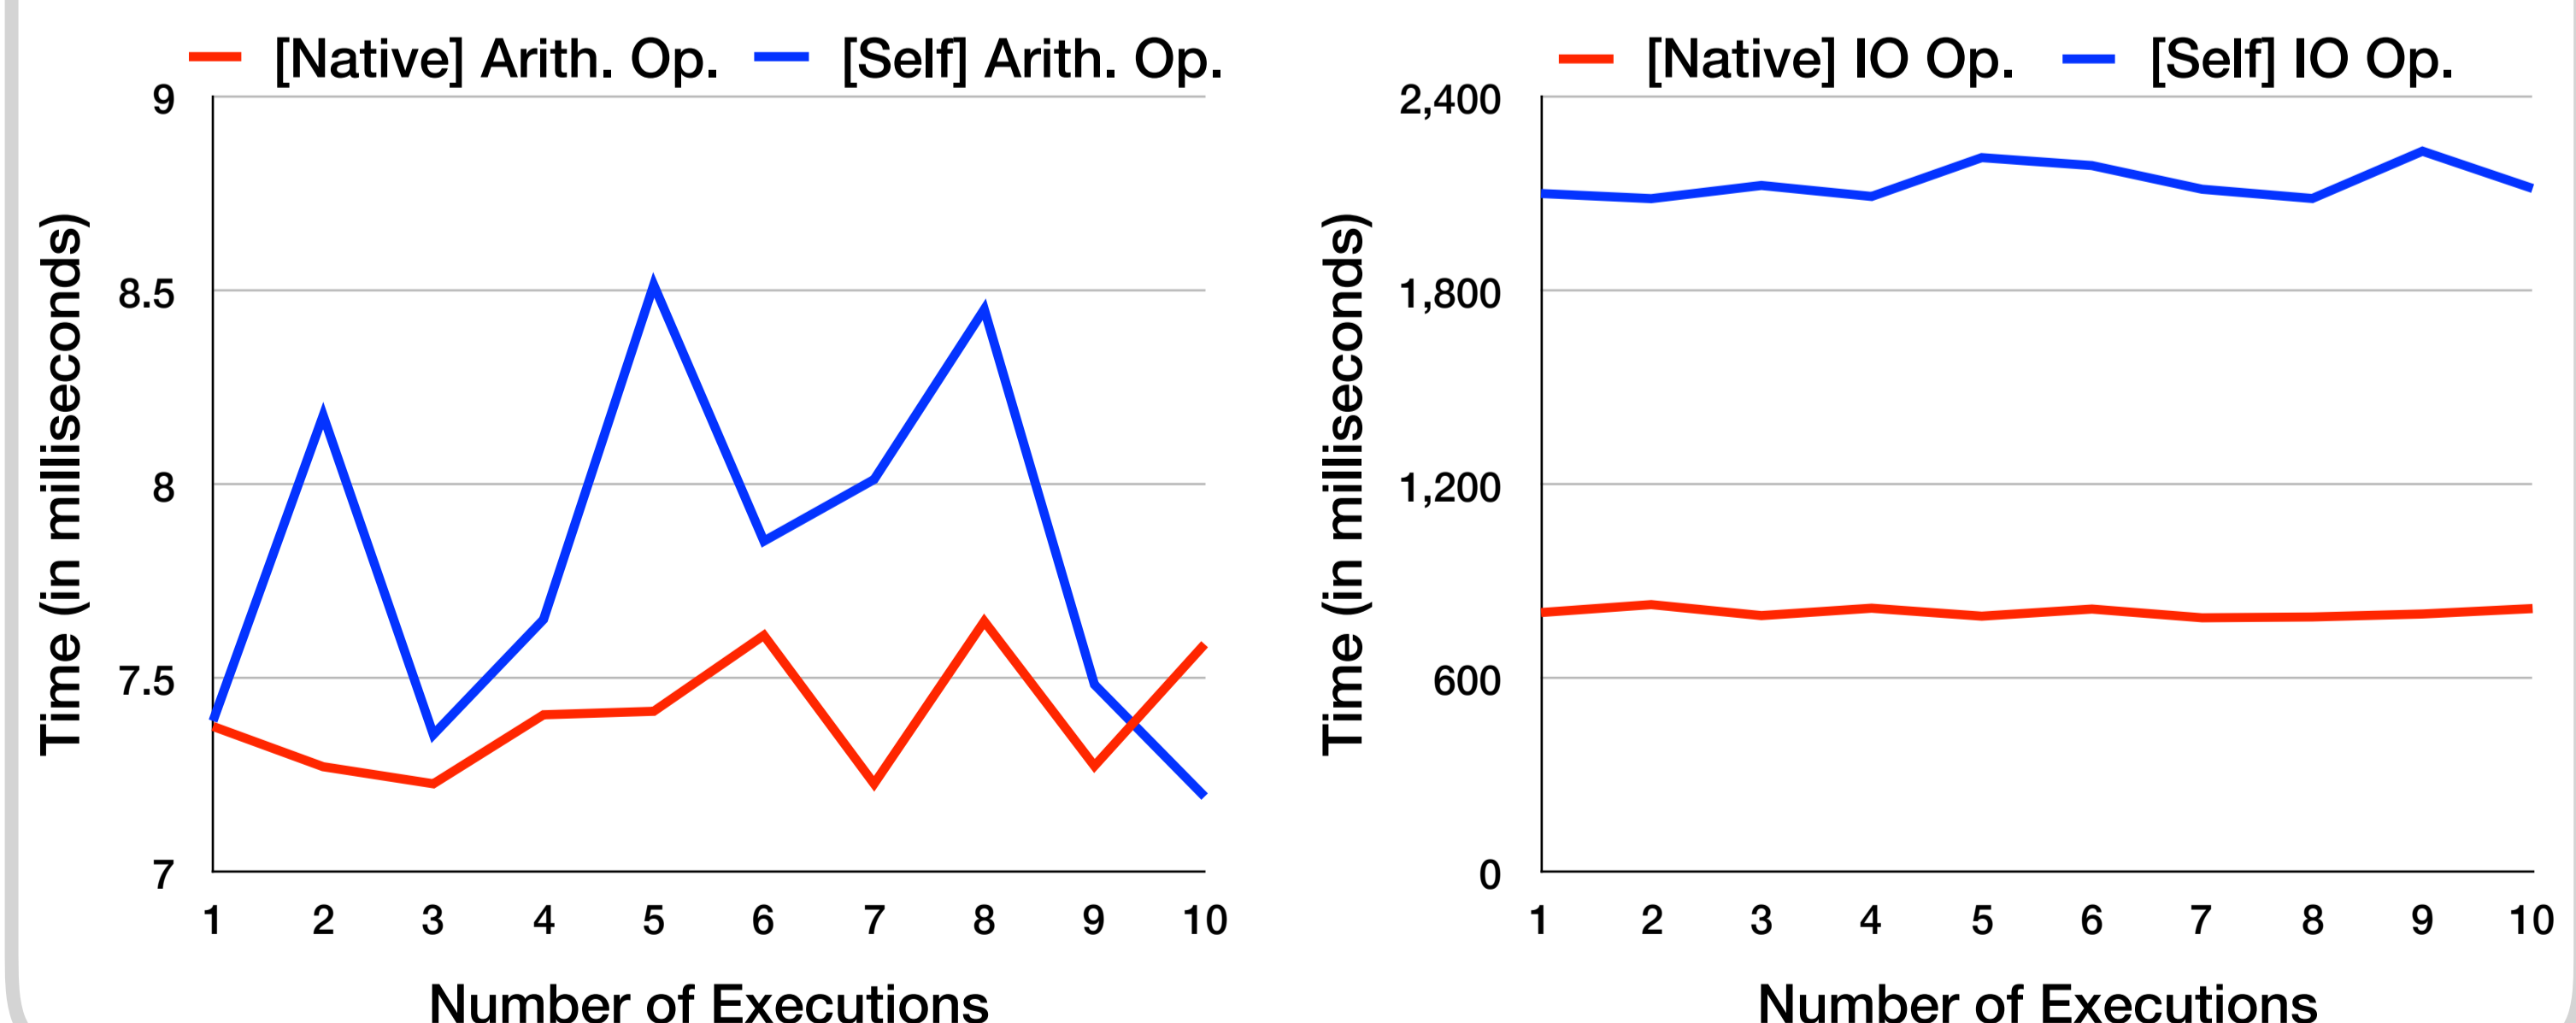 [Native] Arith. Op. [Self] Arith. Op.
9
8.5
8
7.5
7
Time (in milliseconds)
1 2 3 4 5 6 7 8 9 10
Number of Executions
[Native] IO Op. [Self] IO Op.
2,400
1,800
1,200
600
0
Time (in milliseconds)
1 2 3 4 5 6 7 8 9 10
Number of Executions